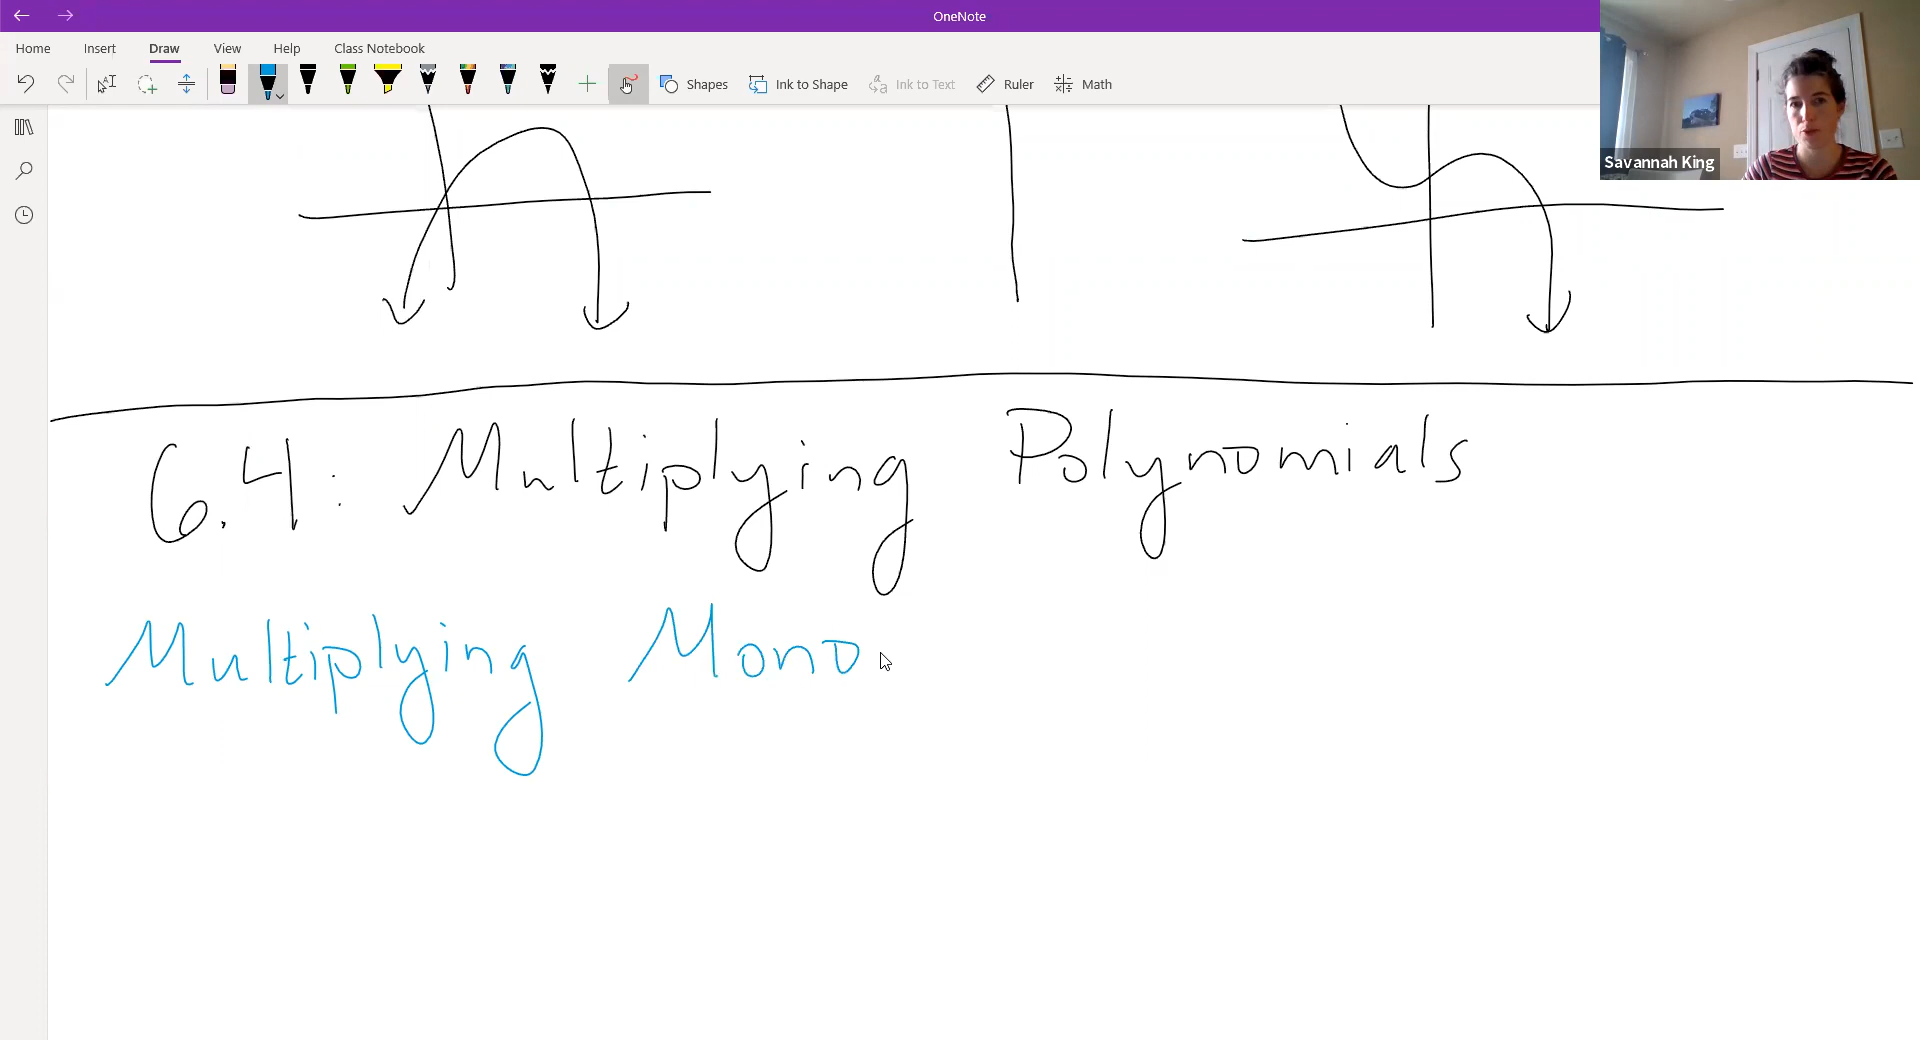 OneNote
Home Insert Draw View Help Class Notebook
Shapes Ink to Shape Ink to Text Ruler Math
Savannah King
6.4: Multiplying Polynomials
Multiplying Mono